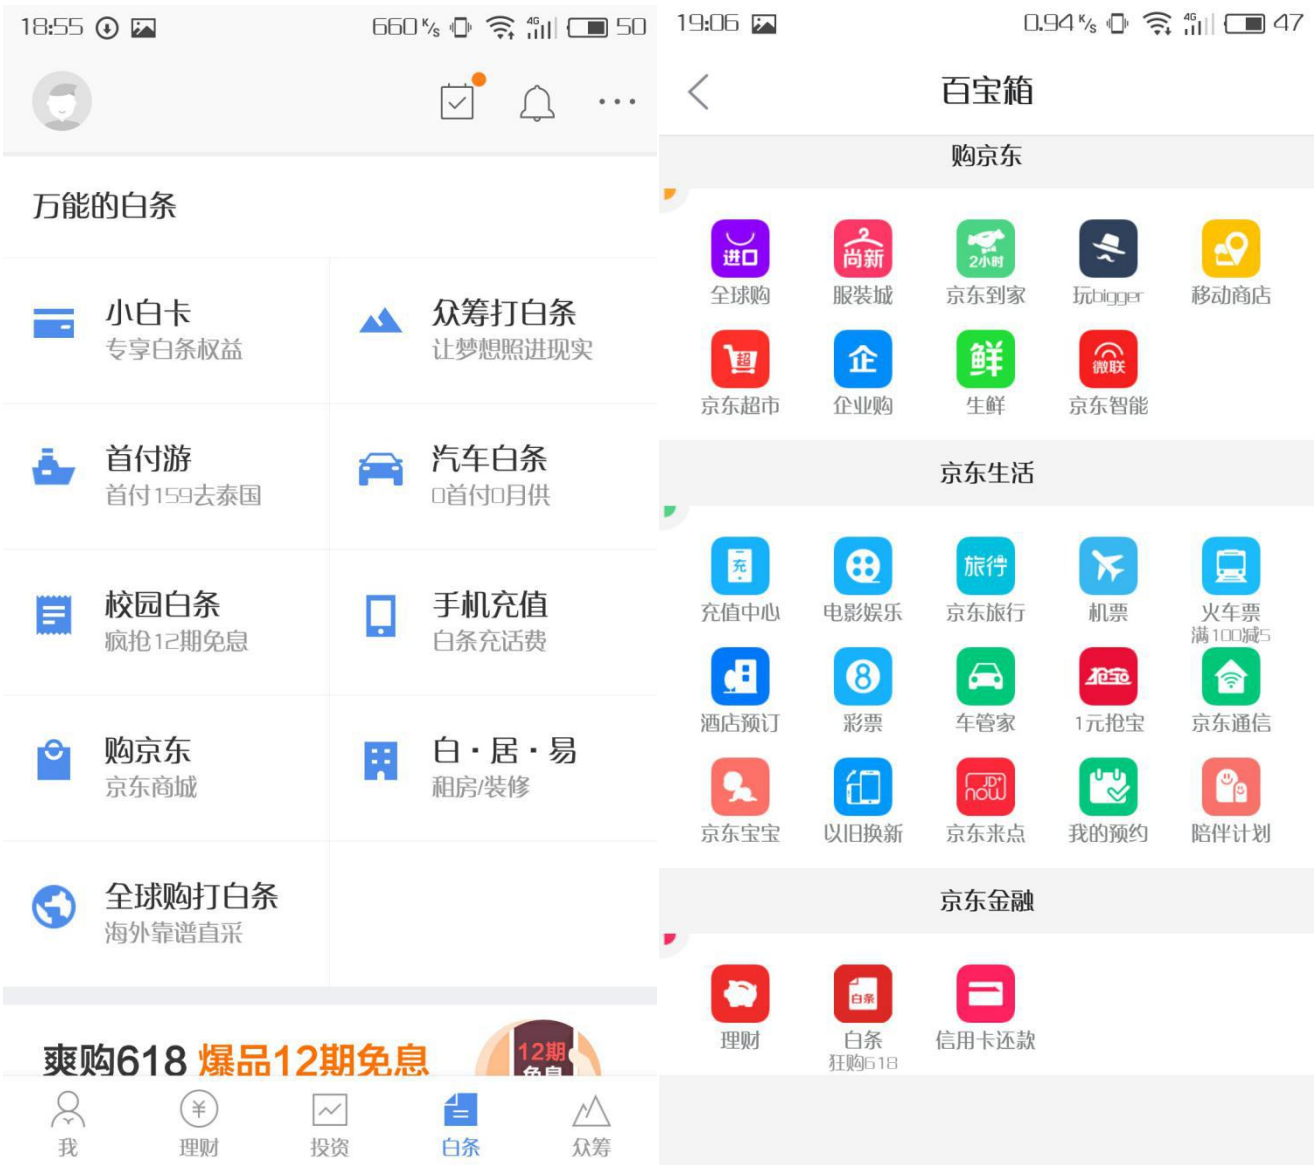 18:55
660 K/s
4G
50
万能的白条
小白卡
专享白条权益
众筹打白条
让梦想照进现实
首付游
首付159去泰国
汽车白条
0首付0月供
校园白条
疯抢12期免息
手机充值
白条充话费
购京东
京东商城
白·居·易
租房/装修
全球购打白条
海外靠谱直采
爽购618 爆品12期免息
12期
免息
我
理财
投资
白条
众筹
19:06
0.94 K/s
4G
47
百宝箱
购京东
进口
尚新
2小时
全球购
服装城
京东到家
玩bigger
移动商店
超
企
鲜
微联
京东超市
企业购
生鲜
京东智能
京东生活
充
旅行
充值中心
电影娱乐
京东旅行
机票
火车票
满100减5
8
抢宝
酒店预订
彩票
车管家
1元抢宝
京东通信
JD+
now
京东宝宝
以旧换新
京东来点
我的预约
陪伴计划
京东金融
白条
理财
白条
信用卡还款
狂购618